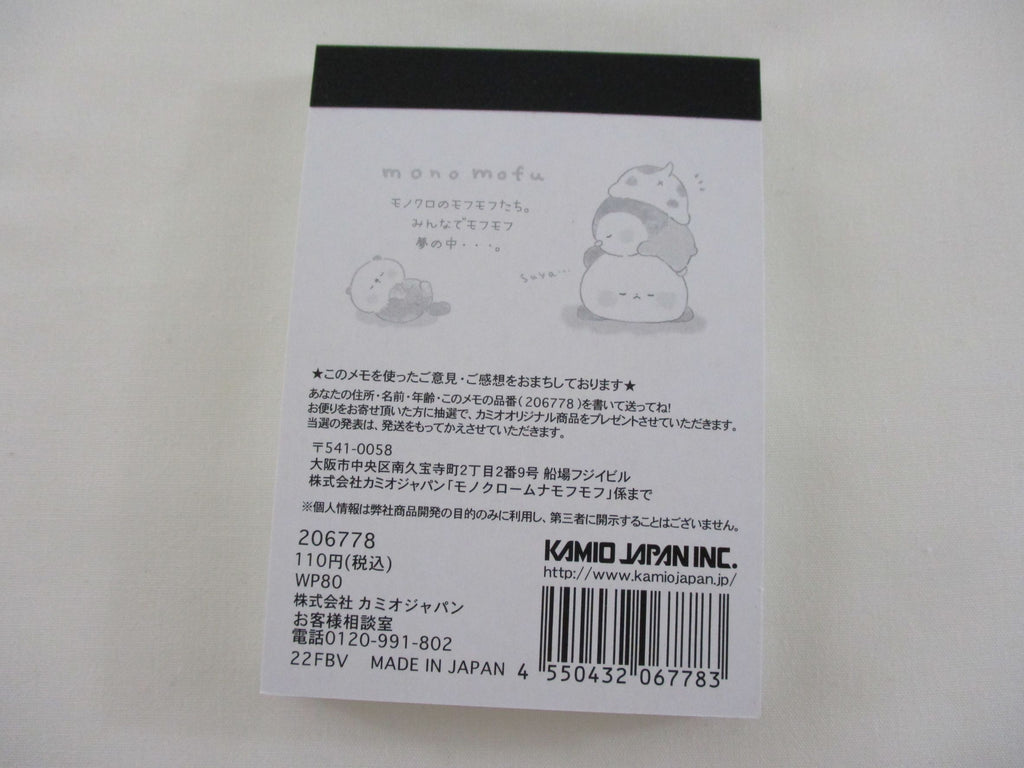 mono mofu
モノクロのモフモフたち。
みんなでモフモフ
夢の中・・・。
suya...
★このメモを使ったご意見・ご感想をおまちしております★
あなたの住所・名前・年齢・このメモの品番(206778)を書いて送ってね!
お便りをお寄せ頂いた方に抽選で、カミオオリジナル商品をプレゼントさせていただきます。
当選の発表は、発送をもってかえさせていただきます。
〒541-0058
大阪市中央区南久宝寺町2丁目2番9号 船場フジイビル
株式会社カミオジャパン「モノクロームナモフモフ」係まで
※個人情報は弊社商品開発の目的のみに利用し、第三者に開示することはございません。
206778
110円(税込)
WP80
株式会社 カミオジャパン
お客様相談室
電話0120-991-802
22FBV MADE IN JAPAN
KAMIO JAPAN INC.
http://www.kamiojapan.jp/
4 550432 067783